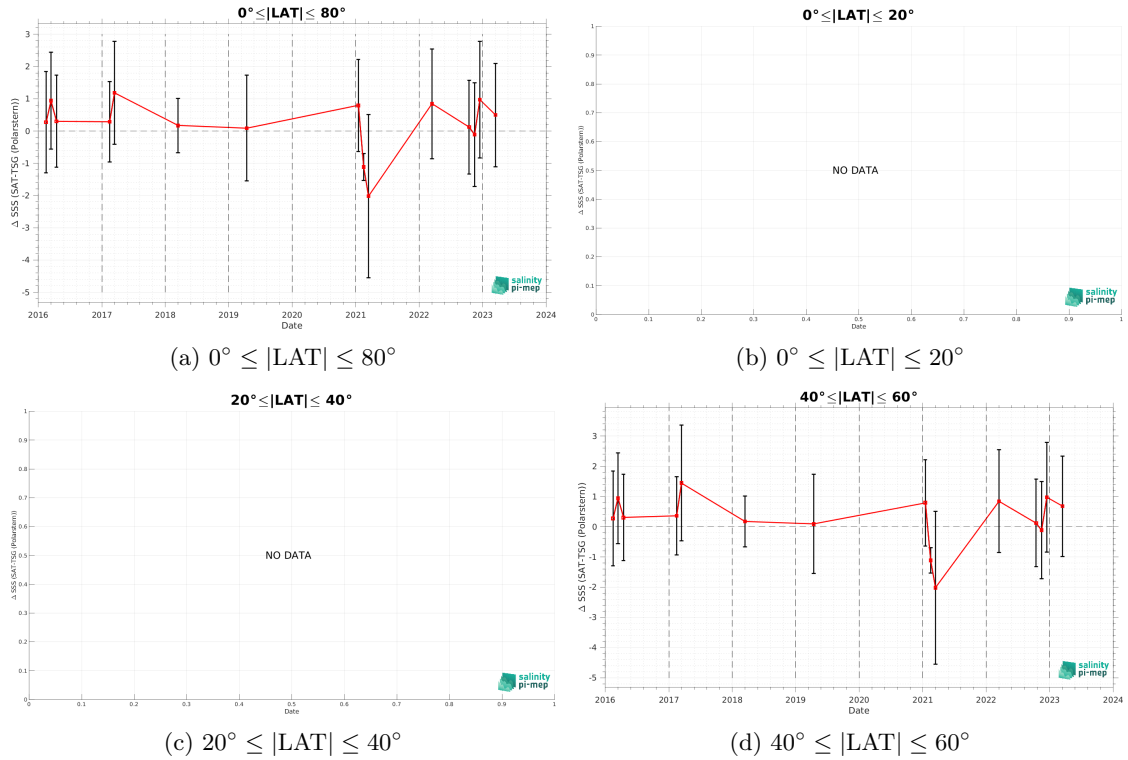 0°≤|LAT|≤ 80°
3
2
1
0
-1
-2
-3
-4
-5
Δ SSS (SAT-TSG (Polarstern))
2016 2017 2018 2019 2020 2021 2022 2023 2024
Date
salinity
pi-mep
(a) 0° ≤ |LAT| ≤ 80°
0°≤|LAT|≤ 20°
1
0.9
0.8
0.7
0.6
0.5
0.4
0.3
0.2
0.1
0
Δ SSS (SAT-TSG (Polarstern))
NO DATA
0 0.1 0.2 0.3 0.4 0.5 0.6 0.7 0.8 0.9 1
Date
salinity
pi-mep
(b) 0° ≤ |LAT| ≤ 20°
20°≤|LAT|≤ 40°
1
0.9
0.8
0.7
0.6
0.5
0.4
0.3
0.2
0.1
0
Δ SSS (SAT-TSG (Polarstern))
NO DATA
0 0.1 0.2 0.3 0.4 0.5 0.6 0.7 0.8 0.9 1
Date
salinity
pi-mep
(c) 20° ≤ |LAT| ≤ 40°
40°≤|LAT|≤ 60°
3
2
1
0
-1
-2
-3
-4
-5
Δ SSS (SAT-TSG (Polarstern))
2016 2017 2018 2019 2020 2021 2022 2023 2024
Date
salinity
pi-mep
(d) 40° ≤ |LAT| ≤ 60°